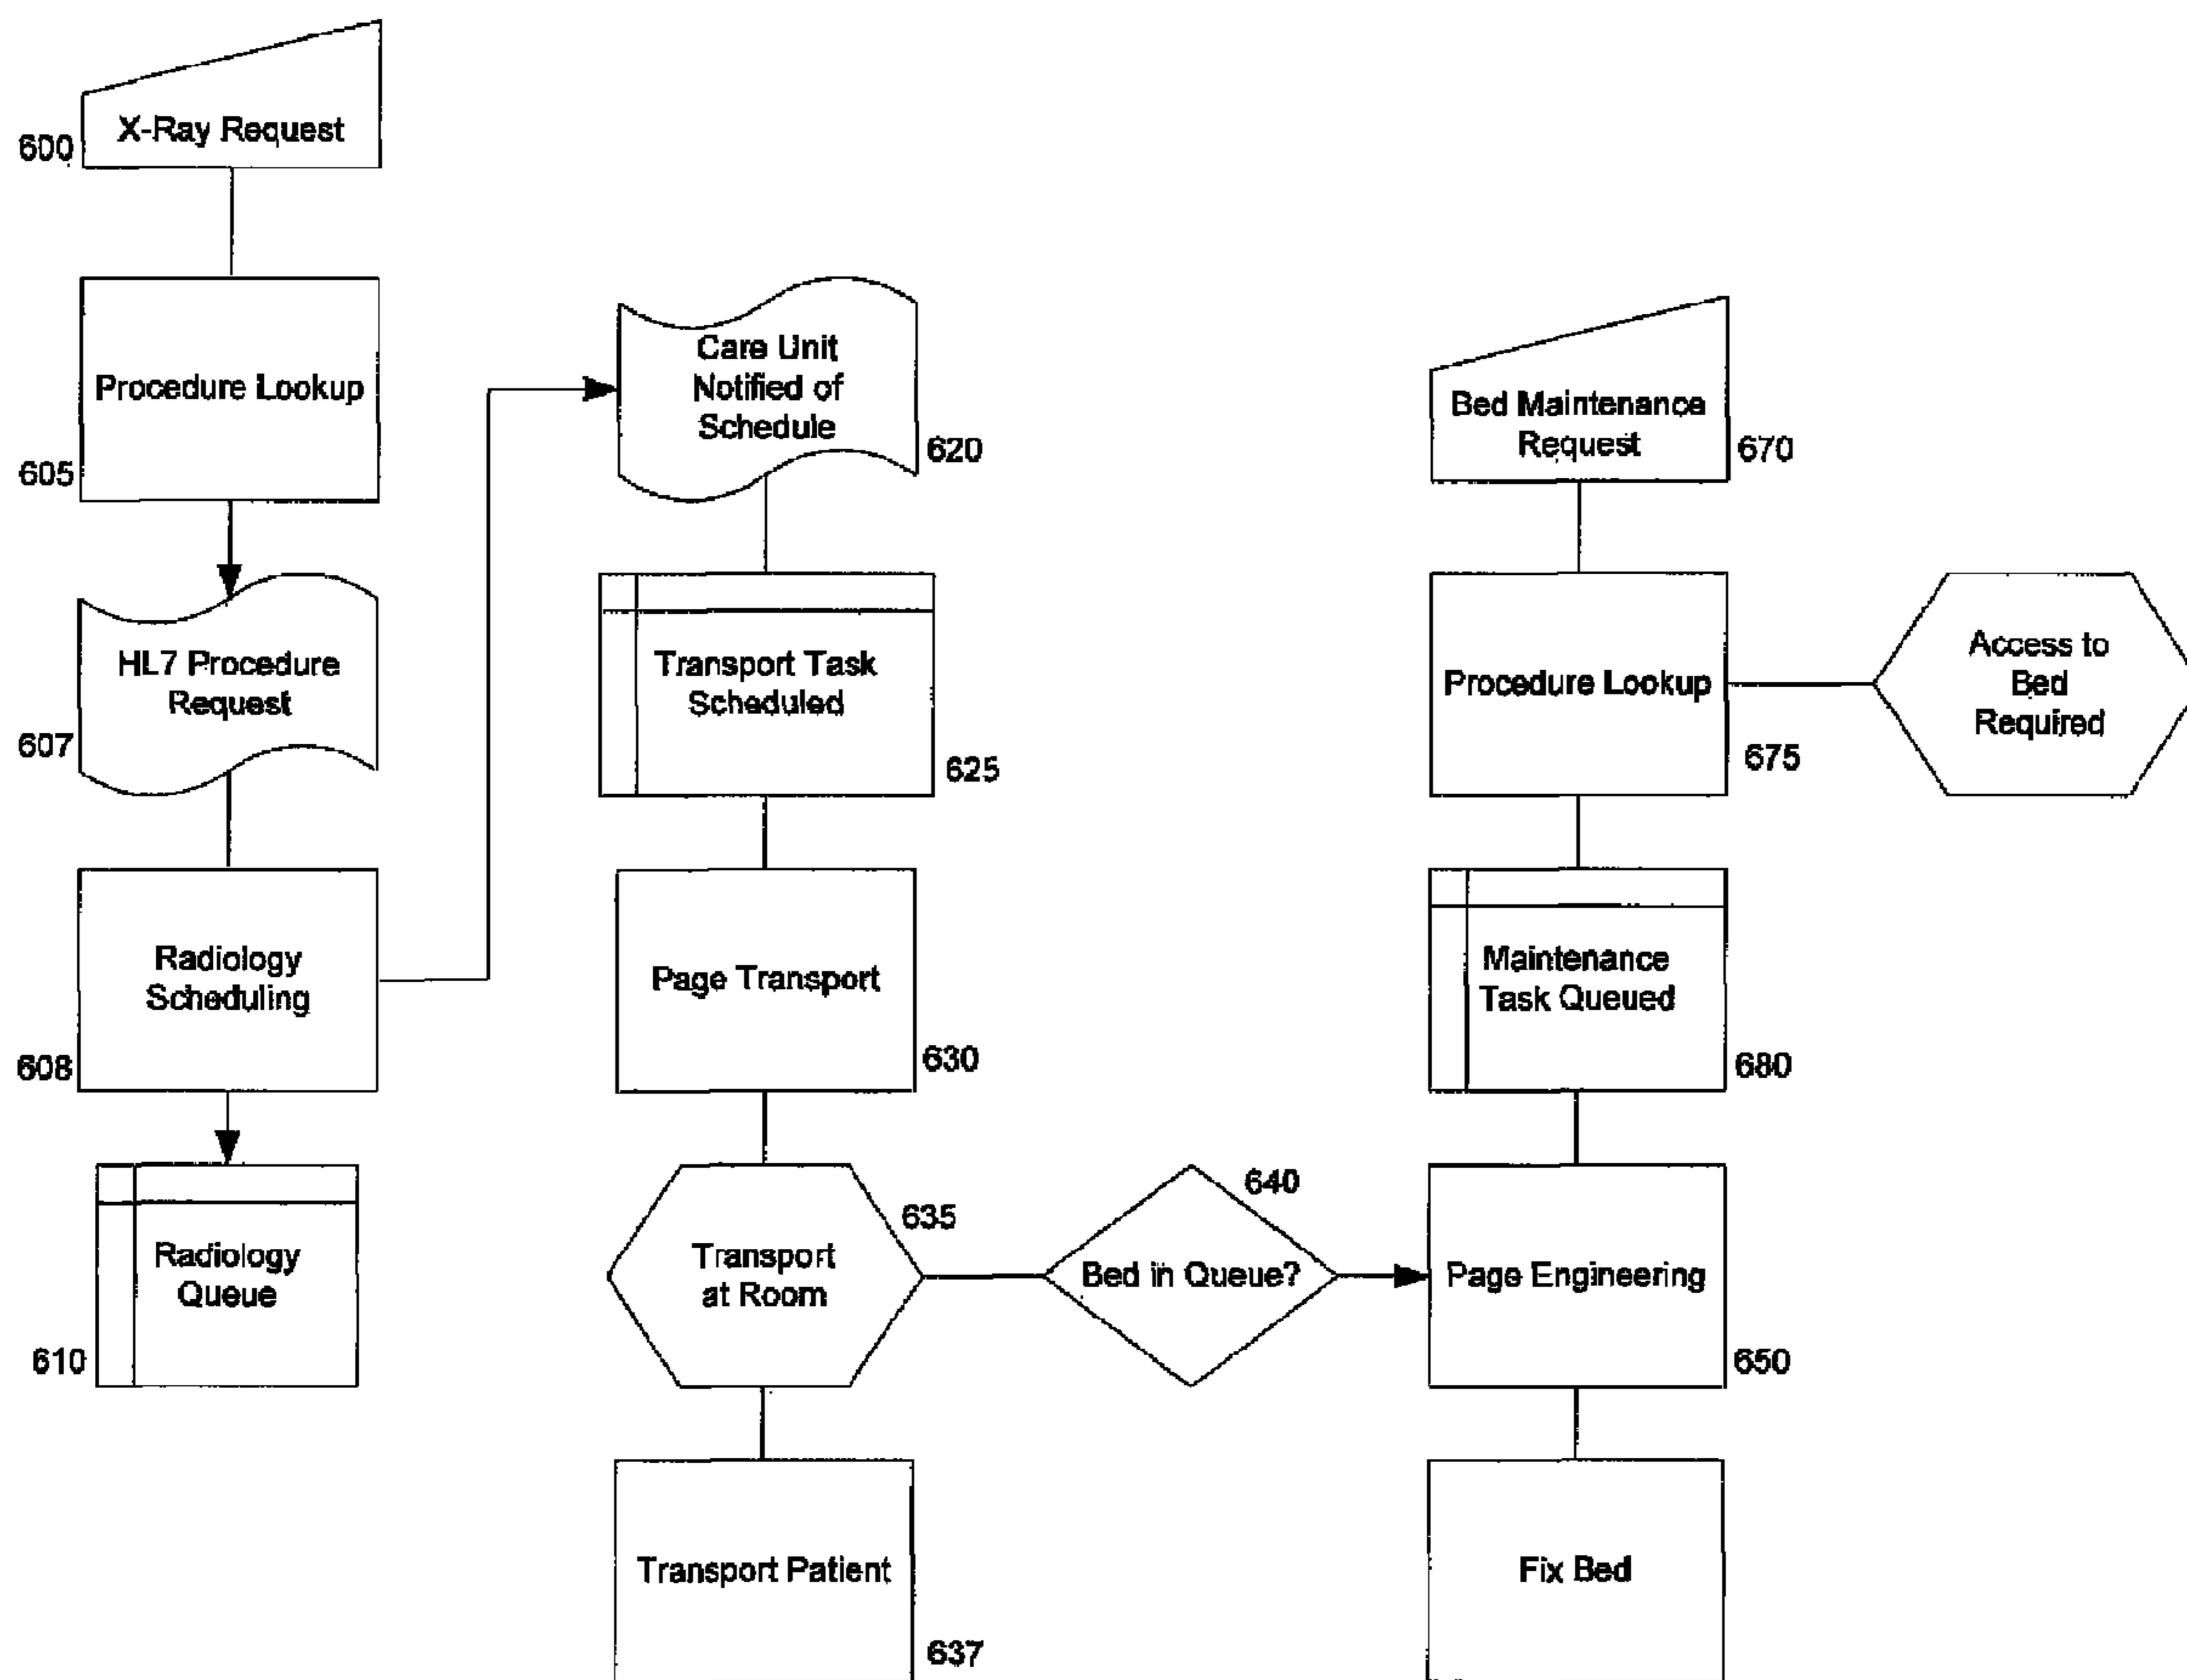 X-Ray Request
600
Procedure Lookup
605
HL7 Procedure
Request
607
Radiology
Scheduling
608
Radiology
Queue
610
Care Unit
Notified of
Schedule
620
Transport Task
Scheduled
625
Page Transport
630
Transport
at Room
635
Transport Patient
637
Bed in Queue?
640
Bed Maintenance
Request
670
Procedure Lookup
675
Access to
Bed
Required
Maintenance
Task Queued
680
Page Engineering
650
Fix Bed